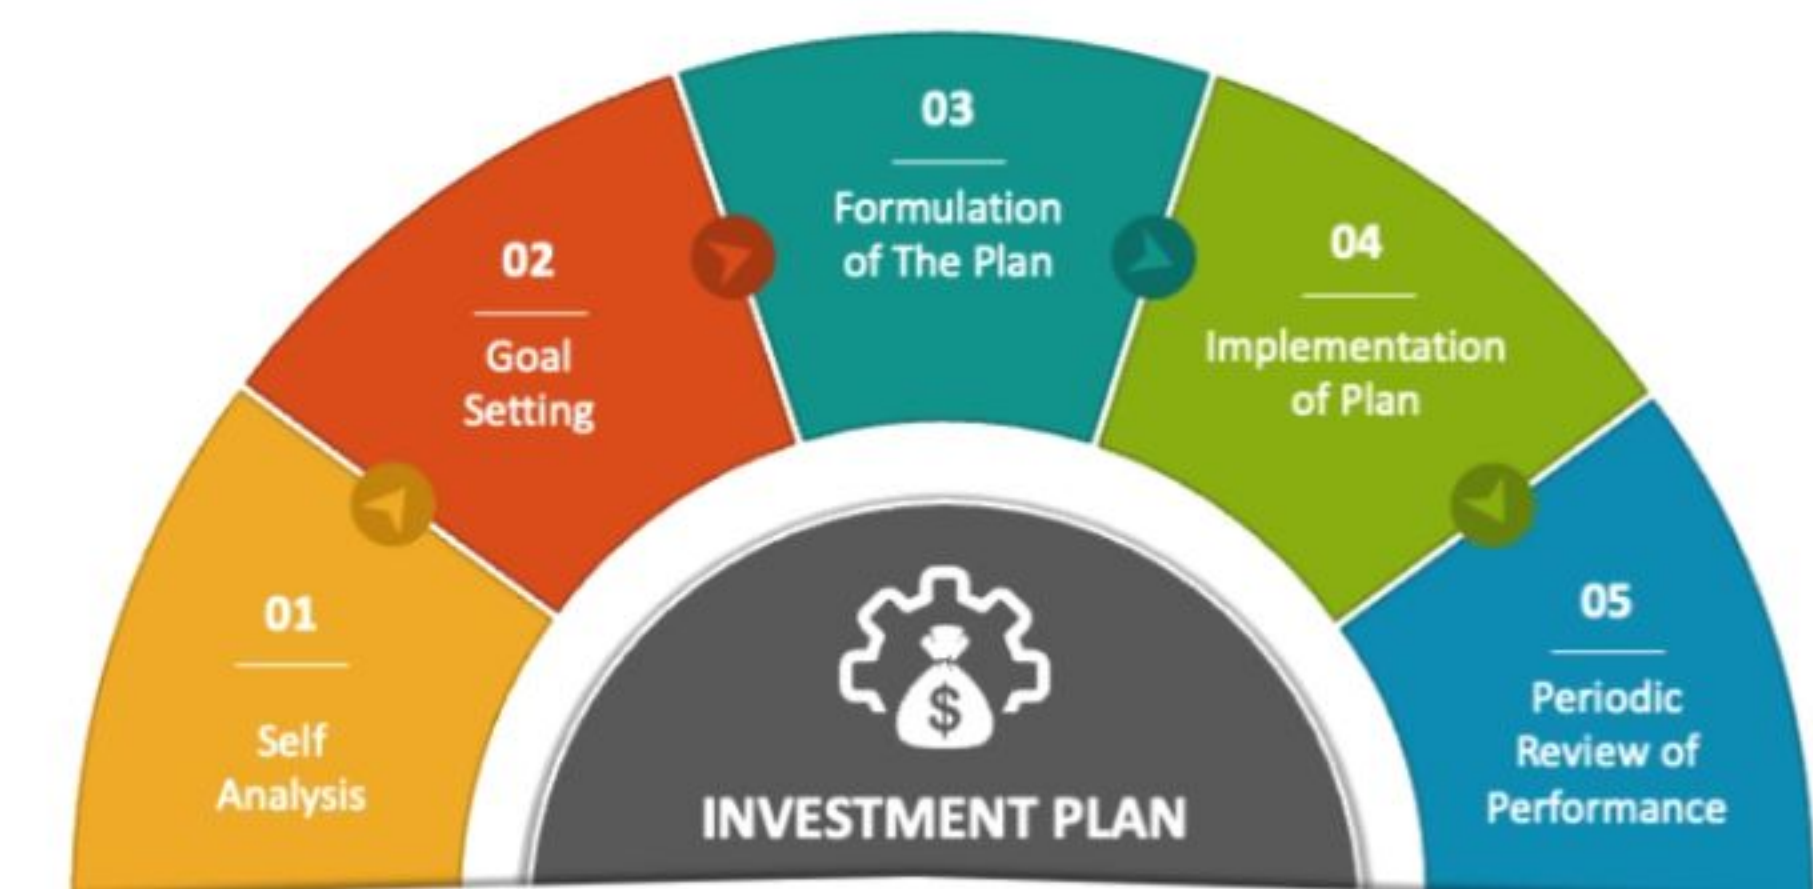 01
Self
Analysis
02
Goal
Setting
03
Formulation
of The Plan
04
Implementation
of Plan
05
Periodic
Review of
Performance
$
INVESTMENT PLAN